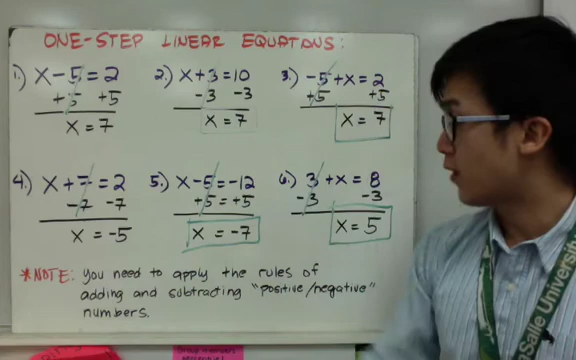 ONE-STEP LINEAR EQUATONS:
1.) x - 5 = 2 2.) x + 3 = 10 3.) -5 + x = 2
+5 +5 -3 -3 +5 +5
x = 7 x = 7 x = 7
4.) x + 7 = 2 5.) x - 5 = -12 6.) 3 + x = 8
-7 -7 +5 = +5 -3 -3
x = -5 x = -7 x = 5
*NOTE: You need to apply the rules of
adding and subtracting "positive/negative"
numbers.
Salle University